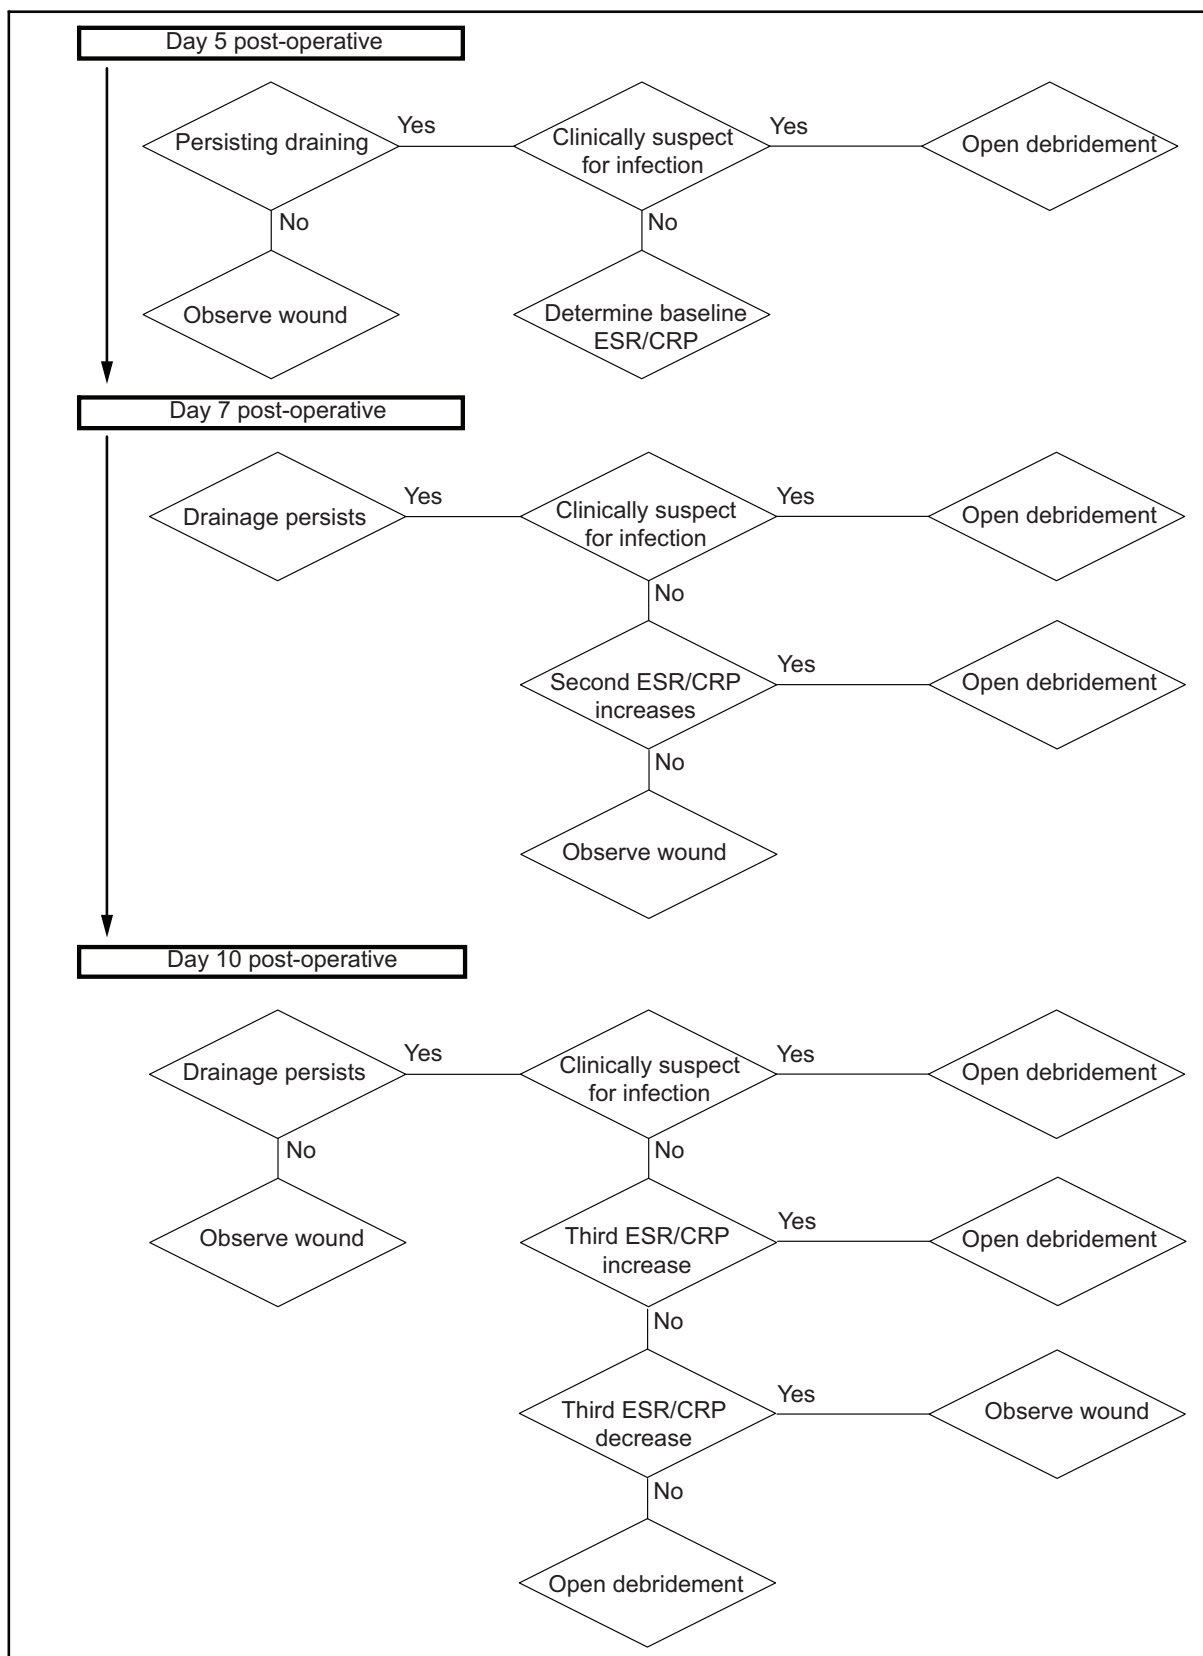 Day 5 post-operative
Yes
Yes
Persisting draining
Clinically suspect
for infection
Open debridement
No
No
Observe wound
Determine baseline
ESR/CRP
Day 7 post-operative
Yes
Yes
Drainage persists
Clinically suspect
for infection
Open debridement
No
Yes
Second ESR/CRP
increases
Open debridement
No
Observe wound
Day 10 post-operative
Yes
Yes
Drainage persists
Clinically suspect
for infection
Open debridement
No
No
Yes
Observe wound
Third ESR/CRP
increase
Open debridement
No
Yes
Third ESR/CRP
decrease
Observe wound
No
Open debridement